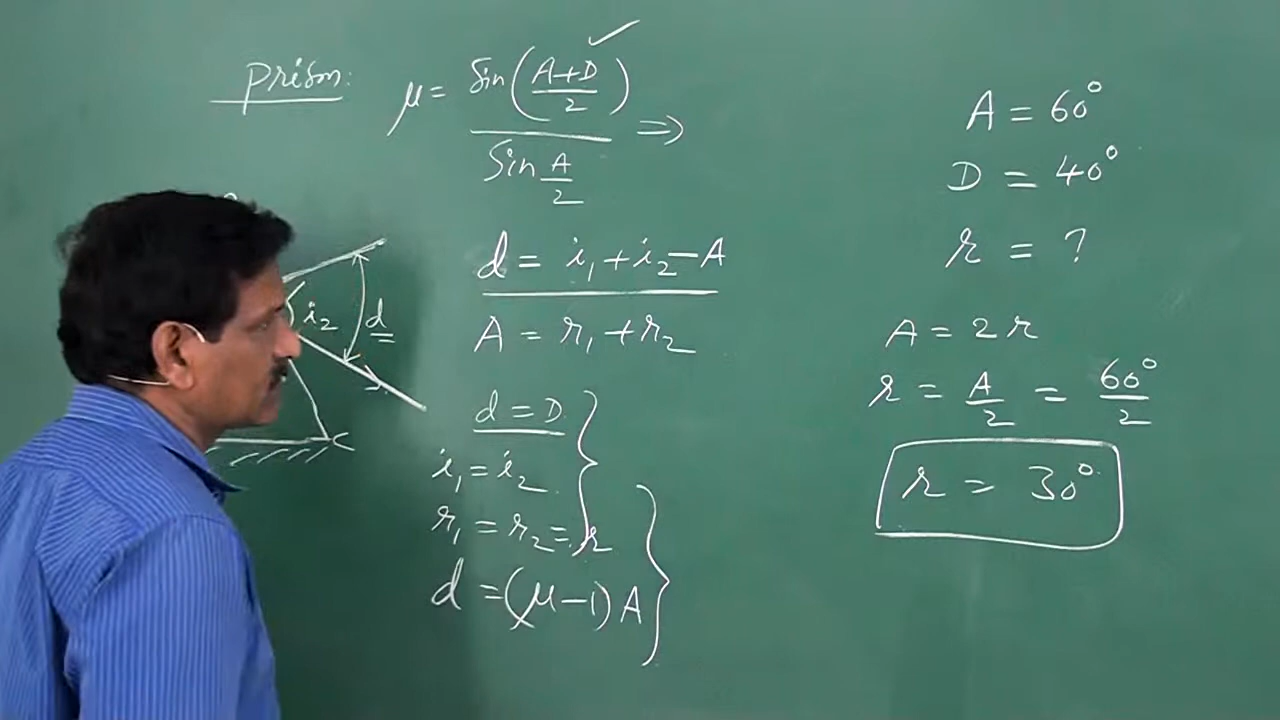 Prism:
μ = Sin(A+D/2) / Sin A/2 ⇒
d = i₁ + i₂ − A
A = r₁ + r₂
d = D
i₁ = i₂
r₁ = r₂ = r
d = (μ − 1) A
i₂
d
C
A = 60°
D = 40°
r = ?
A = 2r
r = A/2 = 60°/2
r = 30°